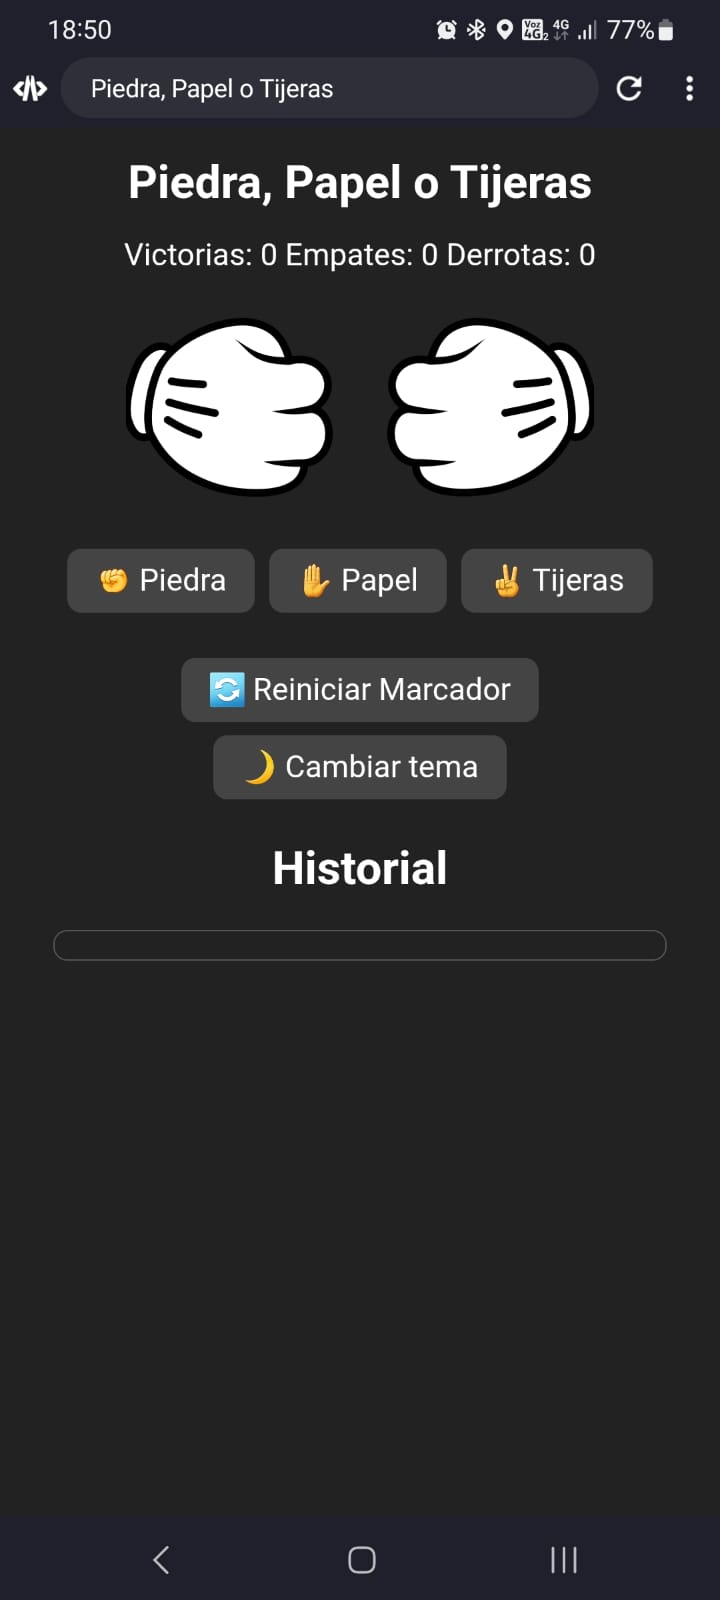 18:50 Voz 4G2 4G 77%
Piedra, Papel o Tijeras
Piedra, Papel o Tijeras
Victorias: 0 Empates: 0 Derrotas: 0
✊ Piedra ✋ Papel ✌ Tijeras
🔄 Reiniciar Marcador
🌙 Cambiar tema
Historial